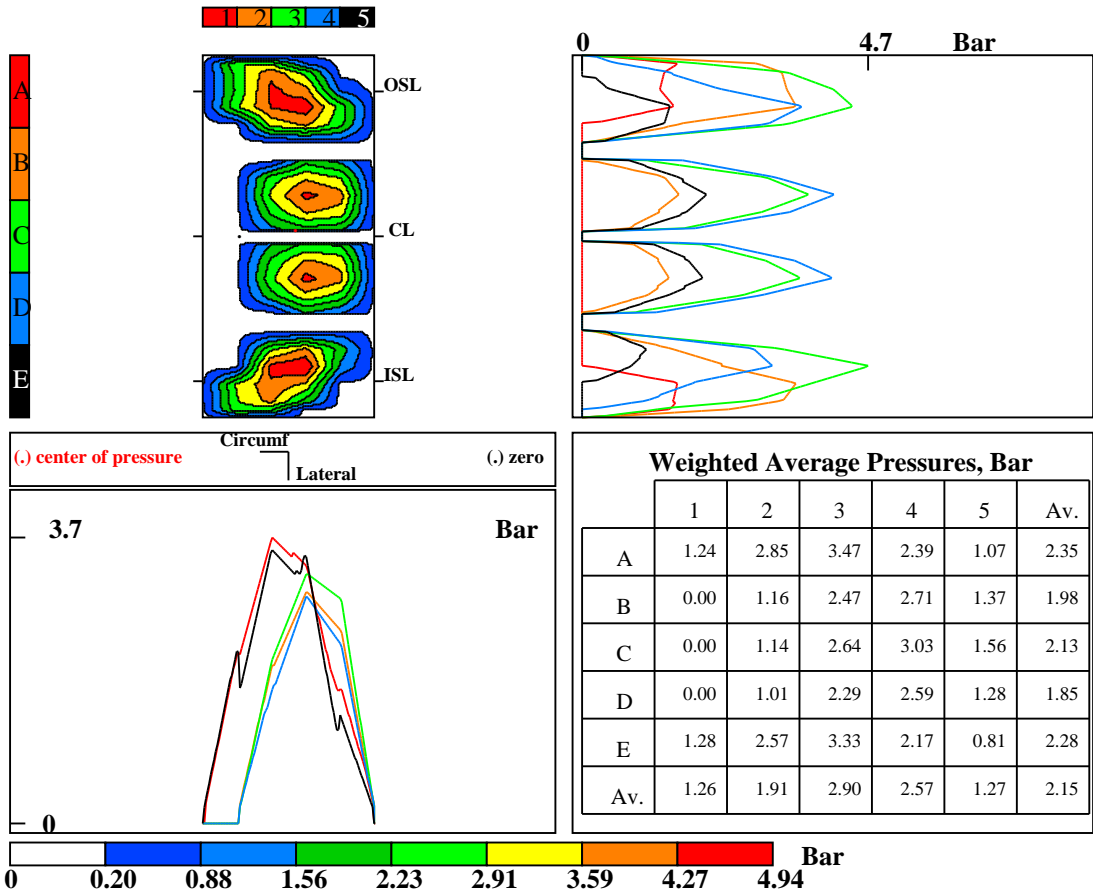 1 2 3 4 5
A
B
C
D
E
OSL
CL
ISL
0 4.7 Bar
(.) center of pressure
Circumf
Lateral
(.) zero
3.7 Bar
0
Weighted Average Pressures, Bar
1 2 3 4 5 Av.
A 1.24 2.85 3.47 2.39 1.07 2.35
B 0.00 1.16 2.47 2.71 1.37 1.98
C 0.00 1.14 2.64 3.03 1.56 2.13
D 0.00 1.01 2.29 2.59 1.28 1.85
E 1.28 2.57 3.33 2.17 0.81 2.28
Av. 1.26 1.91 2.90 2.57 1.27 2.15
Bar
0 0.20 0.88 1.56 2.23 2.91 3.59 4.27 4.94